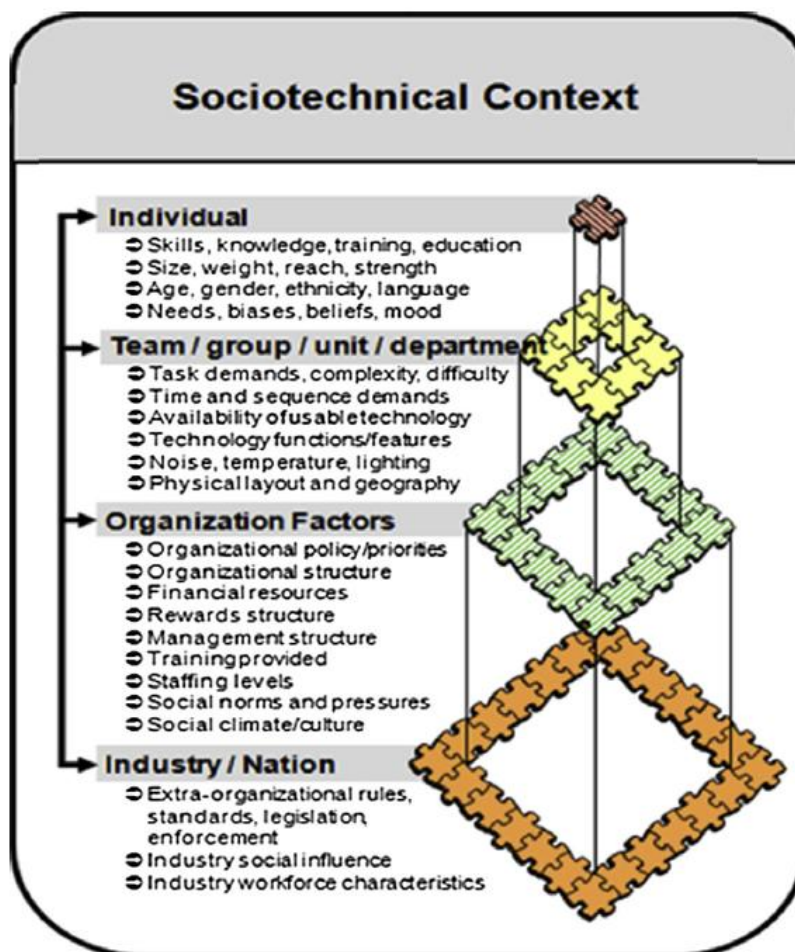 Sociotechnical Context
Individual
➲ Skills, knowledge, training, education
➲ Size, weight, reach, strength
➲ Age, gender, ethnicity, language
➲ Needs, biases, beliefs, mood
Team / group / unit / department
➲ Task demands, complexity, difficulty
➲ Time and sequence demands
➲ Availability of usable technology
➲ Technology functions/features
➲ Noise, temperature, lighting
➲ Physical layout and geography
Organization Factors
➲ Organizational policy/priorities
➲ Organizational structure
➲ Financial resources
➲ Rewards structure
➲ Management structure
➲ Training provided
➲ Staffing levels
➲ Social norms and pressures
➲ Social climate/culture
Industry / Nation
➲ Extra-organizational rules,
standards, legislation,
enforcement
➲ Industry social influence
➲ Industry workforce characteristics